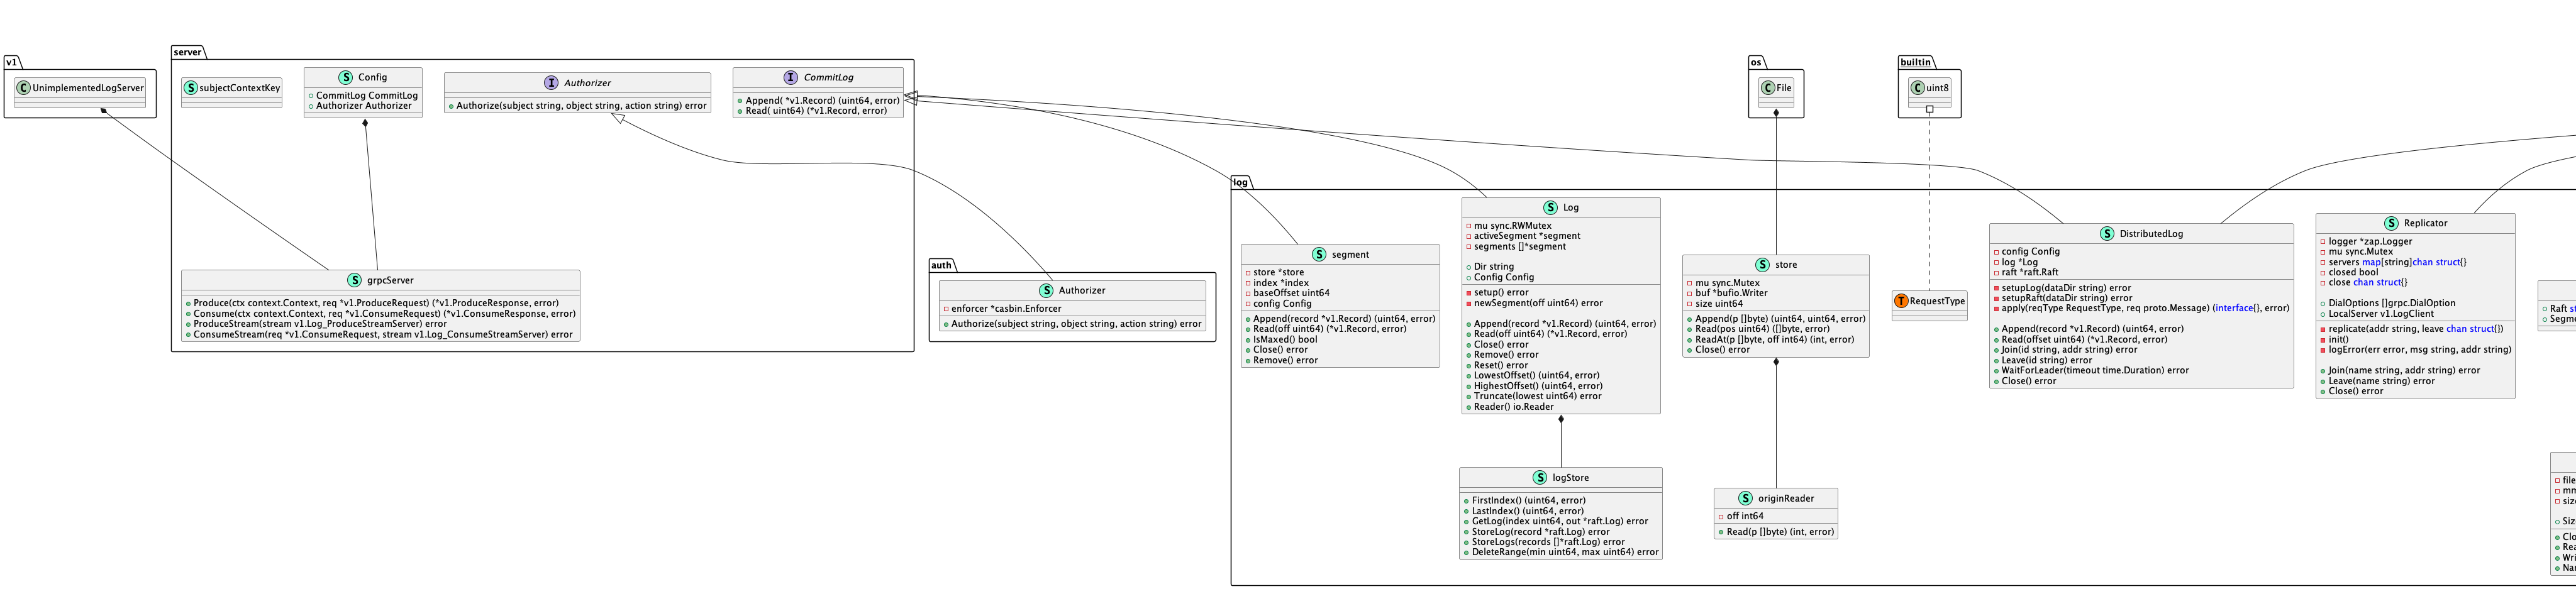 v1
C UnimplementedLogServer
server
S subjectContextKey
S Config
CommitLog CommitLog
Authorizer Authorizer
I Authorizer
Authorize(subject string, object string, action string) error
I CommitLog
Append( *v1.Record) (uint64, error)
Read( uint64) (*v1.Record, error)
S grpcServer
Produce(ctx context.Context, req *v1.ProduceRequest) (*v1.ProduceResponse, error)
Consume(ctx context.Context, req *v1.ConsumeRequest) (*v1.ConsumeResponse, error)
ProduceStream(stream v1.Log_ProduceStreamServer) error
ConsumeStream(req *v1.ConsumeRequest, stream v1.Log_ConsumeStreamServer) error
auth
S Authorizer
enforcer *casbin.Enforcer
Authorize(subject string, object string, action string) error
os
C File
builtin
C uint8
log
S segment
store *store
index *index
baseOffset uint64
config Config
Append(record *v1.Record) (uint64, error)
Read(off uint64) (*v1.Record, error)
IsMaxed() bool
Close() error
Remove() error
S Log
mu sync.RWMutex
activeSegment *segment
segments []*segment
Dir string
Config Config
setup() error
newSegment(off uint64) error
Append(record *v1.Record) (uint64, error)
Read(off uint64) (*v1.Record, error)
Close() error
Remove() error
Reset() error
LowestOffset() (uint64, error)
HighestOffset() (uint64, error)
Truncate(lowest uint64) error
Reader() io.Reader
S logStore
FirstIndex() (uint64, error)
LastIndex() (uint64, error)
GetLog(index uint64, out *raft.Log) error
StoreLog(record *raft.Log) error
StoreLogs(records []*raft.Log) error
DeleteRange(min uint64, max uint64) error
S store
mu sync.Mutex
buf *bufio.Writer
size uint64
Append(p []byte) (uint64, uint64, error)
Read(pos uint64) ([]byte, error)
ReadAt(p []byte, off int64) (int, error)
Close() error
S originReader
off int64
Read(p []byte) (int, error)
T RequestType
S DistributedLog
config Config
log *Log
raft *raft.Raft
setupLog(dataDir string) error
setupRaft(dataDir string) error
apply(reqType RequestType, req proto.Message) (interface{}, error)
Append(record *v1.Record) (uint64, error)
Read(offset uint64) (*v1.Record, error)
Join(id string, addr string) error
Leave(id string) error
WaitForLeader(timeout time.Duration) error
Close() error
S Replicator
logger *zap.Logger
mu sync.Mutex
servers map[string]chan struct{}
closed bool
close chan struct{}
DialOptions []grpc.DialOption
LocalServer v1.LogClient
replicate(addr string, leave chan struct{})
init()
logError(err error, msg string, addr string)
Join(name string, addr string) error
Leave(name string) error
Close() error
Raft st
Segme
file
mn
size
Siz
Clo
Rea
Wri
Nar